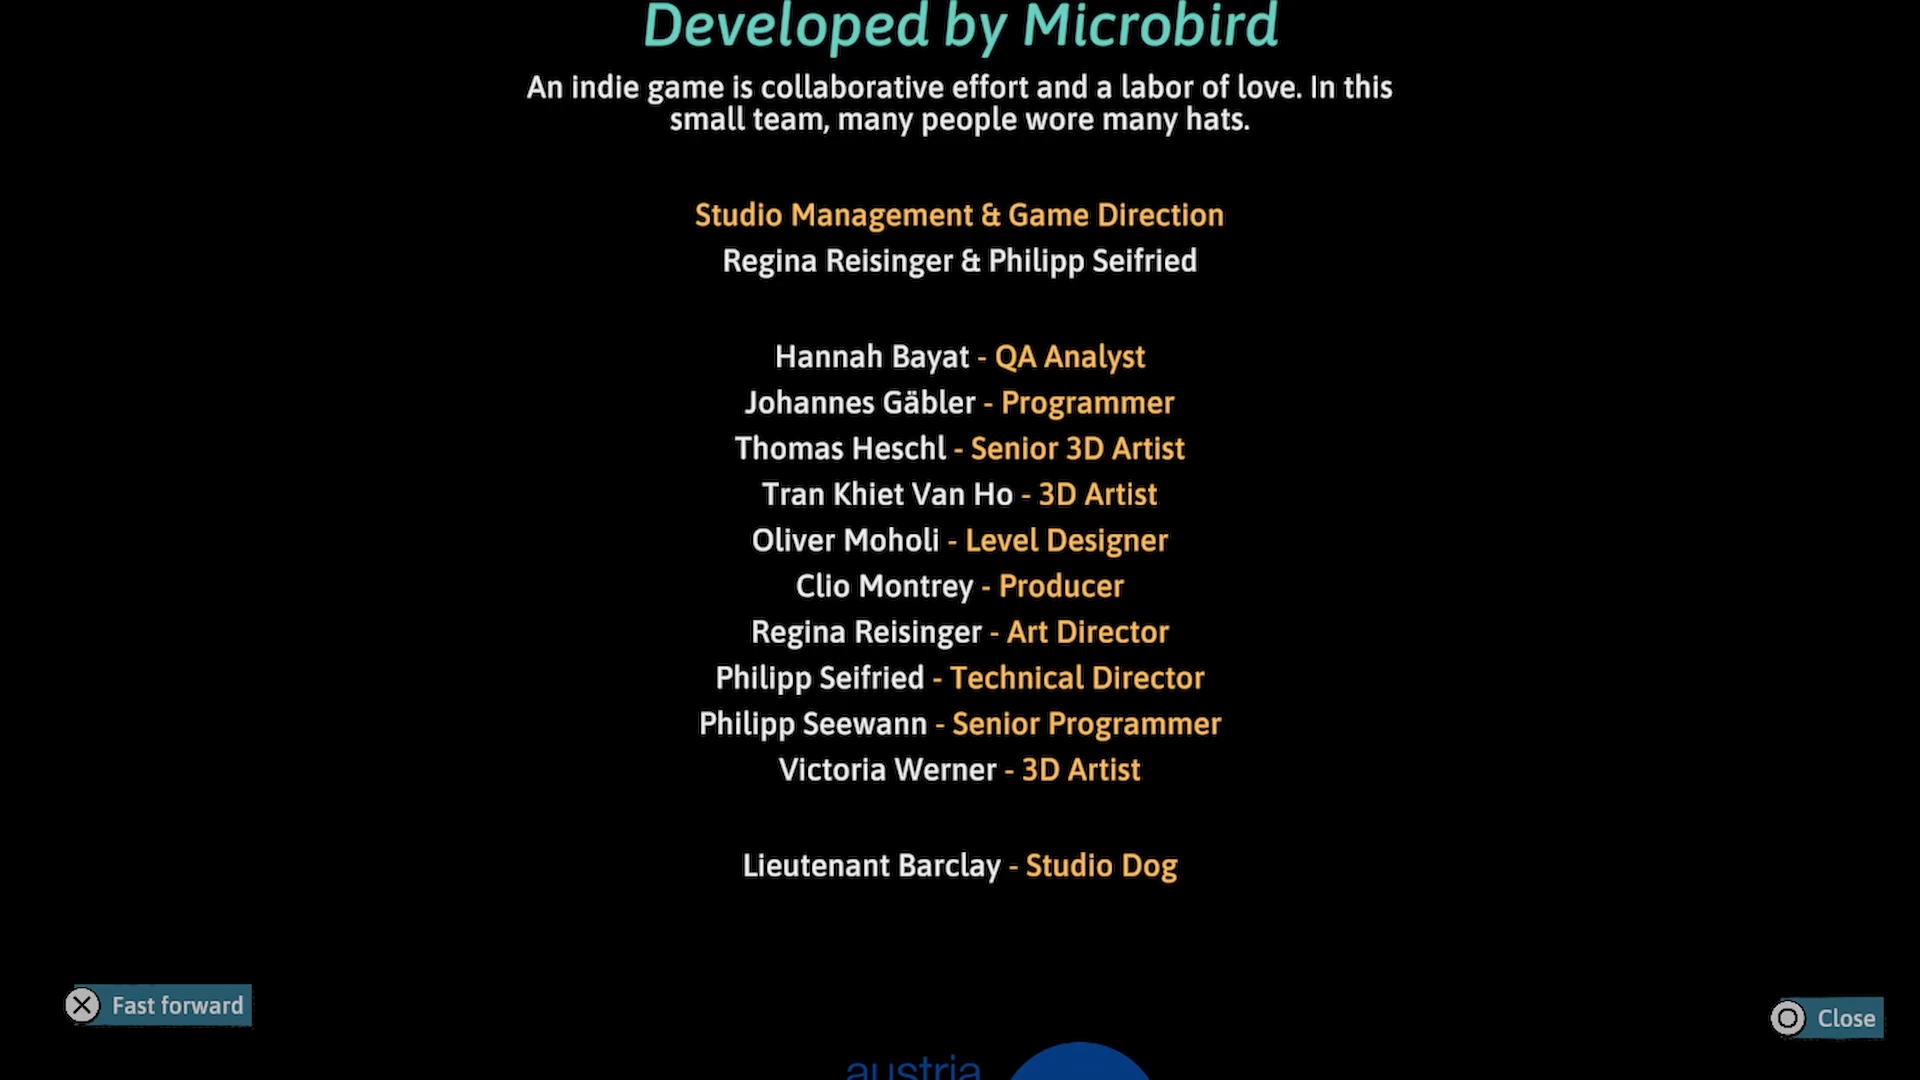 Developed by Microbird
An indie game is collaborative effort and a labor of love. In this
small team, many people wore many hats.
Studio Management & Game Direction
Regina Reisinger & Philipp Seifried
Hannah Bayat - QA Analyst
Johannes Gäbler - Programmer
Thomas Heschl - Senior 3D Artist
Tran Khiet Van Ho - 3D Artist
Oliver Moholi - Level Designer
Clio Montrey - Producer
Regina Reisinger - Art Director
Philipp Seifried - Technical Director
Philipp Seewann - Senior Programmer
Victoria Werner - 3D Artist
Lieutenant Barclay - Studio Dog
Fast forward
Close
austria